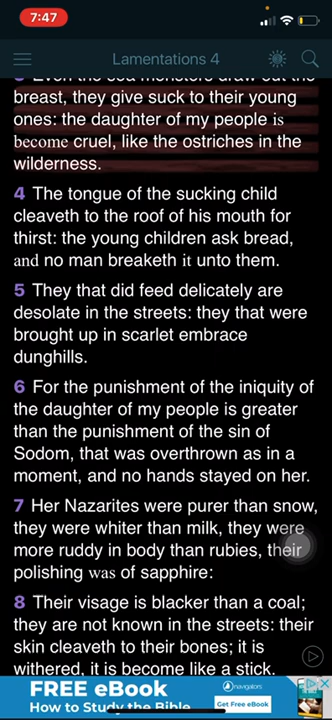 7:47
Lamentations 4
3 Even the sea monsters draw out the
breast, they give suck to their young
ones: the daughter of my people is
become cruel, like the ostriches in the
wilderness.
4 The tongue of the sucking child
cleaveth to the roof of his mouth for
thirst: the young children ask bread,
and no man breaketh it unto them.
5 They that did feed delicately are
desolate in the streets: they that were
brought up in scarlet embrace
dunghills.
6 For the punishment of the iniquity of
the daughter of my people is greater
than the punishment of the sin of
Sodom, that was overthrown as in a
moment, and no hands stayed on her.
7 Her Nazarites were purer than snow,
they were whiter than milk, they were
more ruddy in body than rubies, their
polishing was of sapphire:
8 Their visage is blacker than a coal;
they are not known in the streets: their
skin cleaveth to their bones; it is
withered, it is become like a stick.
FREE eBook
How to Study the Bible
navigators
Get Free eBook